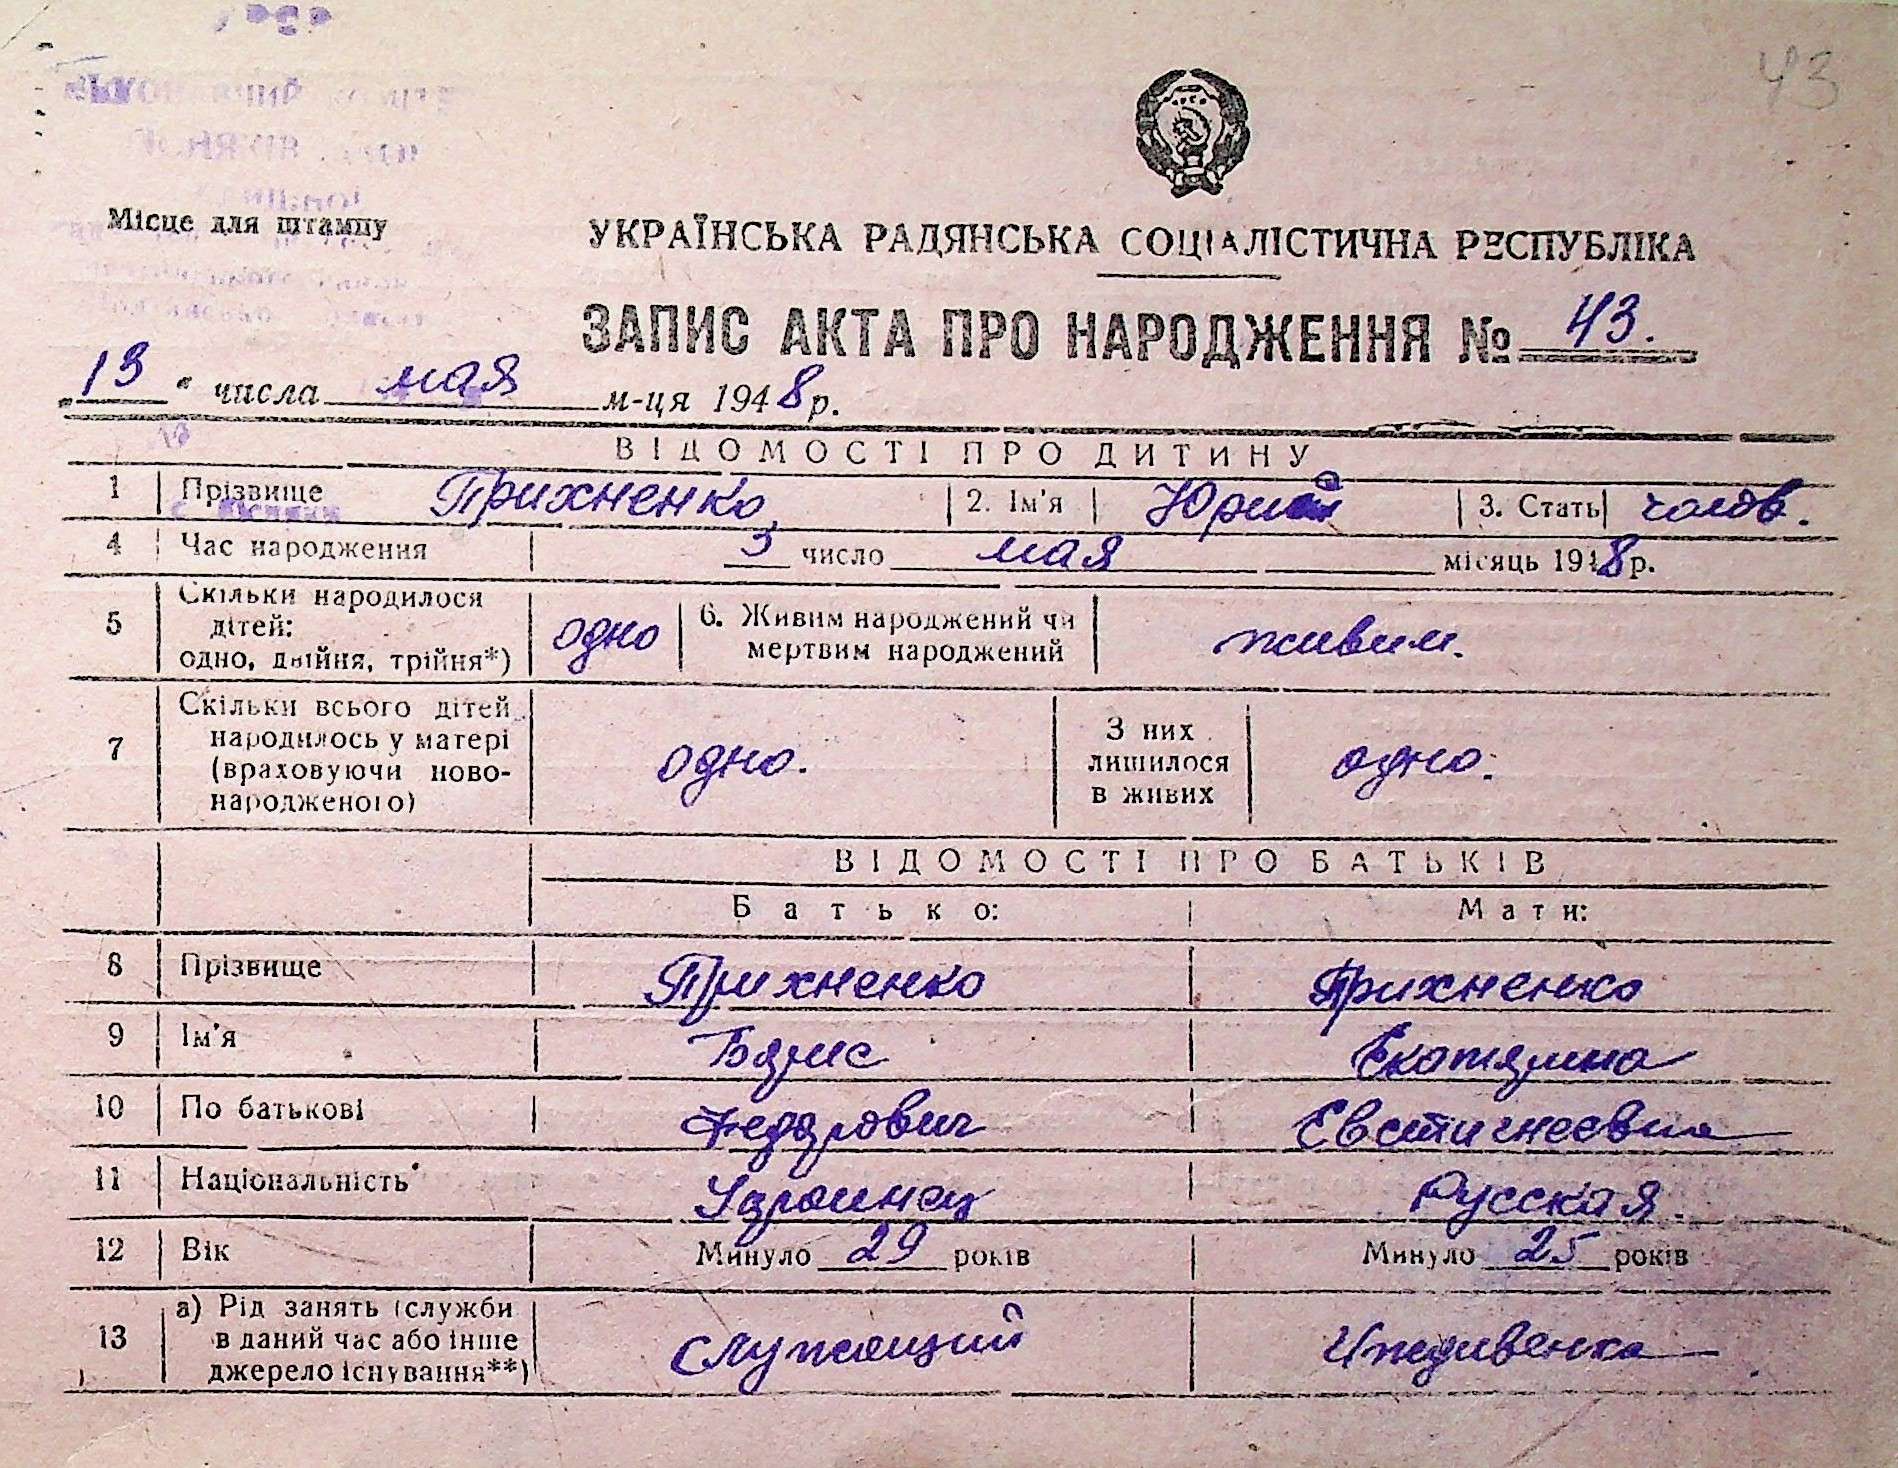 43
Місце для штампу
УКРАЇНСЬКА РАДЯНСЬКА СОЦІАЛІСТИЧНА РЕСПУБЛІКА
ЗАПИС АКТА ПРО НАРОДЖЕННЯ № 43.
„13" числа мая м-ця 1948 р.
ВІДОМОСТІ ПРО ДИТИНУ
1 Прізвище Прихненко 2. Ім'я Юрий 3. Стать чолов.
4 Час народження 3 число мая місяць 1948 р.
5 Скільки народилося дітей: одно, двійня, трійня*) одно 6. Живим народжений чи мертвим народжений живим.
7 Скільки всього дітей народилось у матері (враховуючи новонародженого) одно. З них лишилося в живих одно.
ВІДОМОСТІ ПРО БАТЬКІВ
Батько: Мати:
8 Прізвище Прихненко Прихненко
9 Ім'я Борис Екатерина
10 По батькові Федорович Евстигнеевна
11 Національність Украинец Русская.
12 Вік Минуло 29 років Минуло 25 років
13 а) Рід занять (служби в даний час або інше джерело існування**) служащий Иждивенка